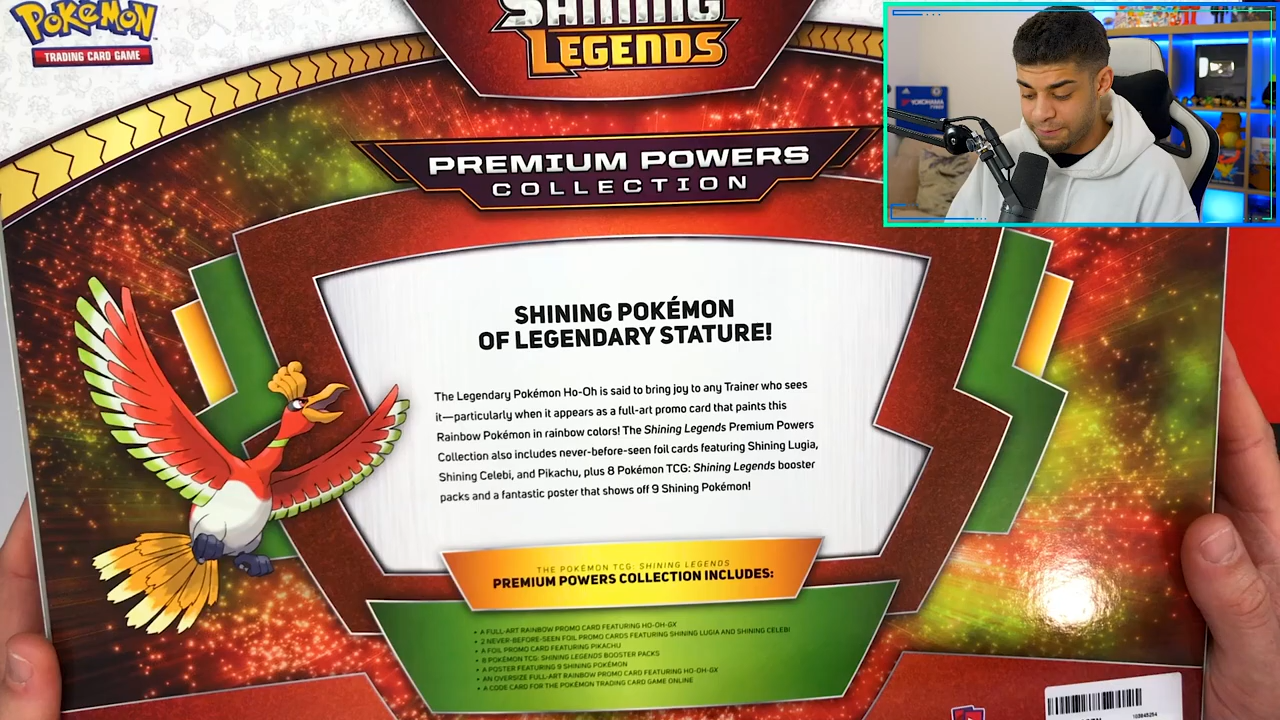 POKÉMON
TRADING CARD GAME
SHINING
LEGENDS
PREMIUM POWERS
COLLECTION
YOKOHAMA
SHINING POKÉMON
OF LEGENDARY STATURE!
The Legendary Pokémon Ho-Oh is said to bring joy to any Trainer who sees
it—particularly when it appears as a full-art promo card that paints this
Rainbow Pokémon in rainbow colors! The Shining Legends Premium Powers
Collection also includes never-before-seen foil cards featuring Shining Lugia,
Shining Celebi, and Pikachu, plus 8 Pokémon TCG: Shining Legends booster
packs and a fantastic poster that shows off 9 Shining Pokémon!
THE POKÉMON TCG: SHINING LEGENDS
PREMIUM POWERS COLLECTION INCLUDES:
• A FULL-ART RAINBOW PROMO CARD FEATURING HO-OH-GX
• 2 NEVER-BEFORE-SEEN FOIL PROMO CARDS FEATURING SHINING LUGIA AND SHINING CELEBI
• A FOIL PROMO CARD FEATURING PIKACHU
• 8 POKÉMON TCG: SHINING LEGENDS BOOSTER PACKS
• A POSTER FEATURING 9 SHINING POKÉMON
• AN OVERSIZE FULL-ART RAINBOW PROMO CARD FEATURING HO-OH-GX
• A CODE CARD FOR THE POKÉMON TRADING CARD GAME ONLINE